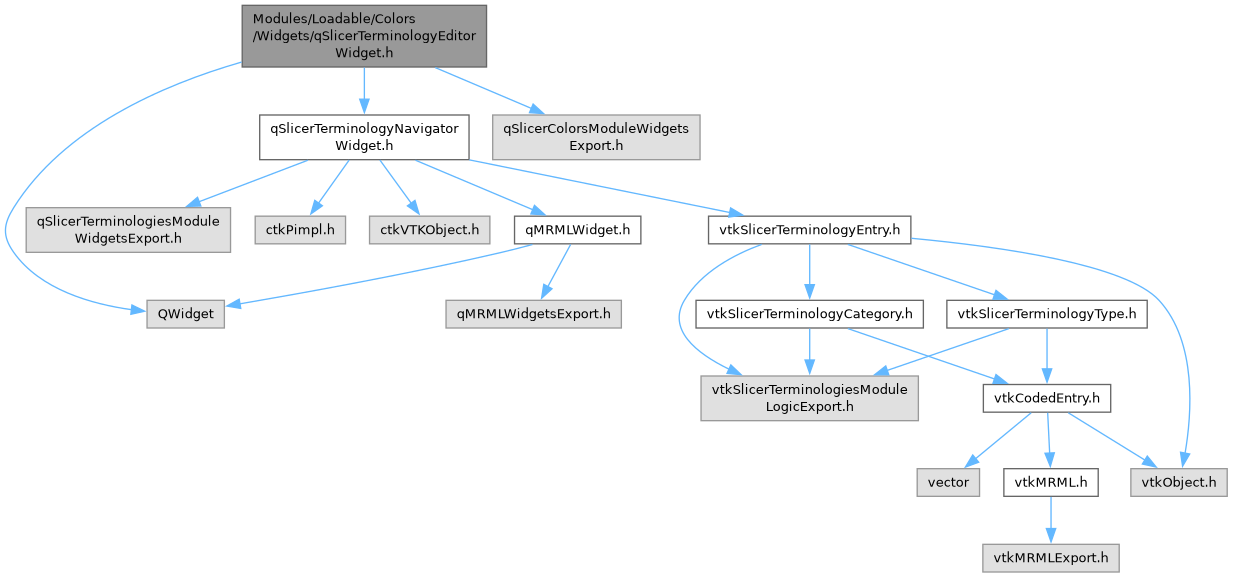 Modules/Loadable/Colors
/Widgets/qSlicerTerminologyEditor
Widget.h
qSlicerTerminologyNavigator
Widget.h
qSlicerColorsModuleWidgets
Export.h
qSlicerTerminologiesModule
WidgetsExport.h
ctkPimpl.h
ctkVTKObject.h
qMRMLWidget.h
vtkSlicerTerminologyEntry.h
QWidget
qMRMLWidgetsExport.h
vtkSlicerTerminologyCategory.h
vtkSlicerTerminologyType.h
vtkSlicerTerminologiesModule
LogicExport.h
vtkCodedEntry.h
vector
vtkMRML.h
vtkObject.h
vtkMRMLExport.h